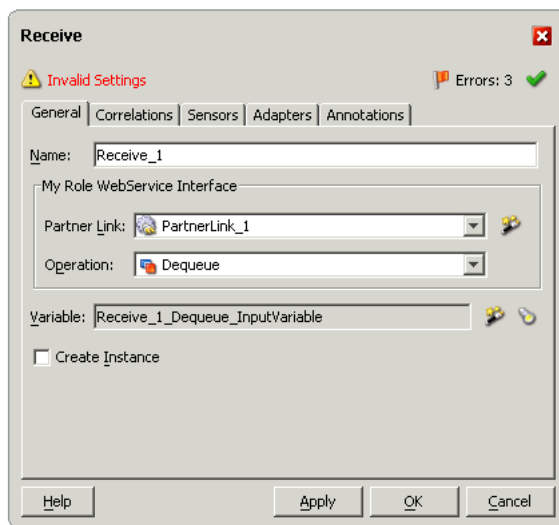 Receive
Invalid Settings Errors: 3
General Correlations Sensors Adapters Annotations
Name: Receive_1
My Role WebService Interface
Partner Link: PartnerLink_1
Operation: Dequeue
Variable: Receive_1_Dequeue_InputVariable
Create Instance
Help Apply OK Cancel